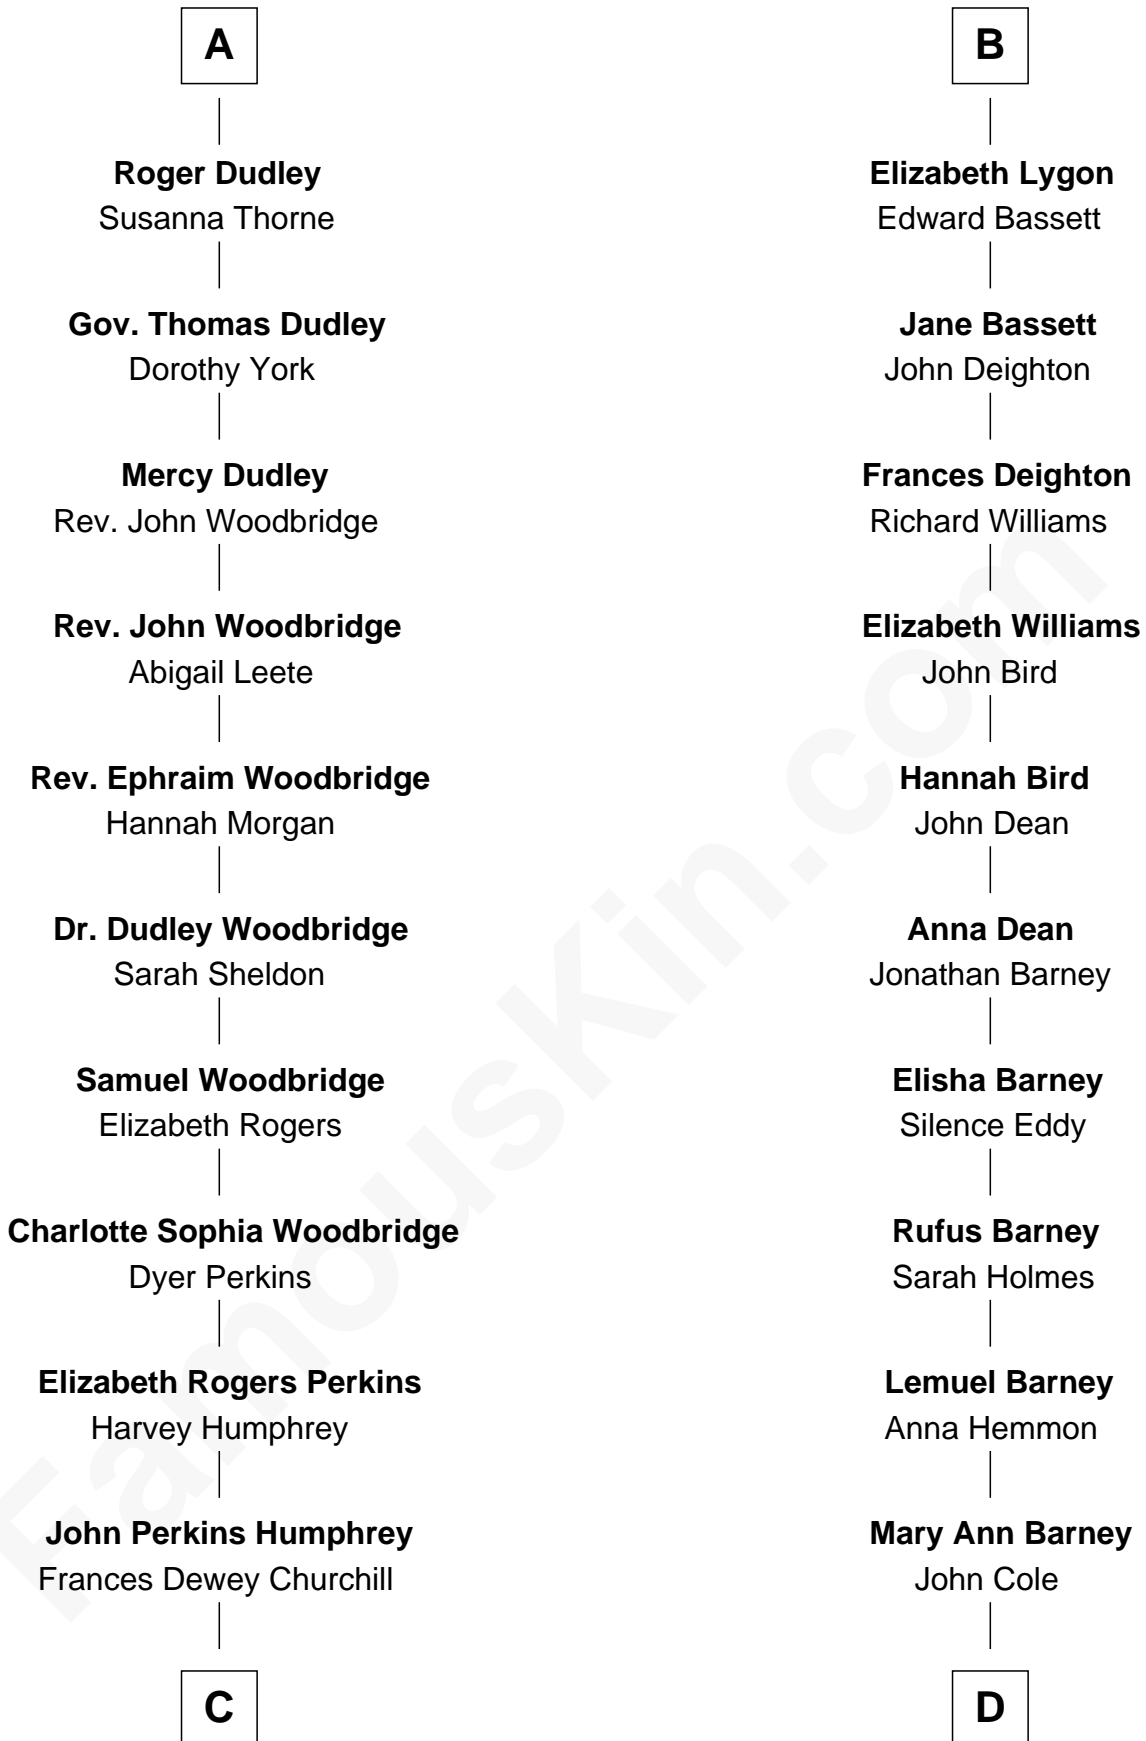 A
Roger Dudley
Susanna Thorne
Gov. Thomas Dudley
Dorothy York
Mercy Dudley
Rev. John Woodbridge
Rev. John Woodbridge
Abigail Leete
Rev. Ephraim Woodbridge
Hannah Morgan
Dr. Dudley Woodbridge
Sarah Sheldon
Samuel Woodbridge
Elizabeth Rogers
Charlotte Sophia Woodbridge
Dyer Perkins
Elizabeth Rogers Perkins
Harvey Humphrey
John Perkins Humphrey
Frances Dewey Churchill
C
B
Elizabeth Lygon
Edward Bassett
Jane Bassett
John Deighton
Frances Deighton
Richard Williams
Elizabeth Williams
John Bird
Hannah Bird
John Dean
Anna Dean
Jonathan Barney
Elisha Barney
Silence Eddy
Rufus Barney
Sarah Holmes
Lemuel Barney
Anna Hemmon
Mary Ann Barney
John Cole
D
FamousKin.com